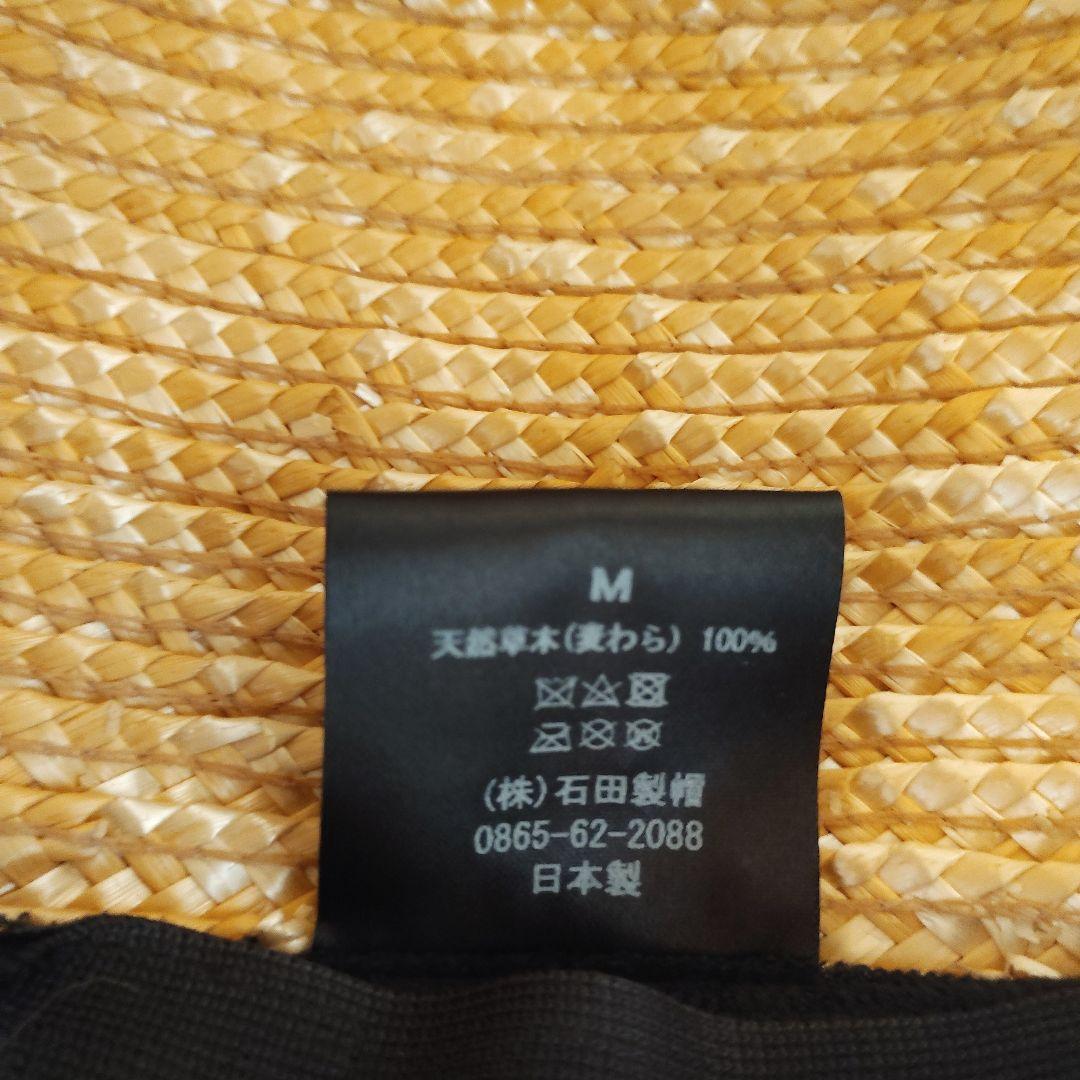 M
天然草木(麦わら) 100%
(株)石田製帽
0865-62-2088
日本製